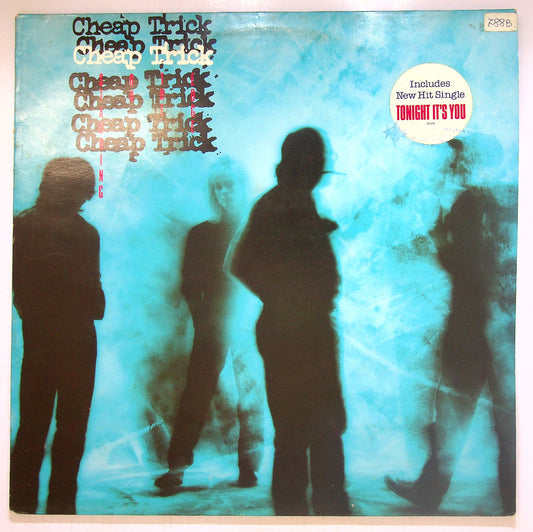 Cheap Trick
Cheap Trick
Cheap Trick
Cheap Trick
Cheap Trick
Cheap Trick
Cheap Trick
ING
Includes
New Hit Single
TONIGHT IT'S YOU